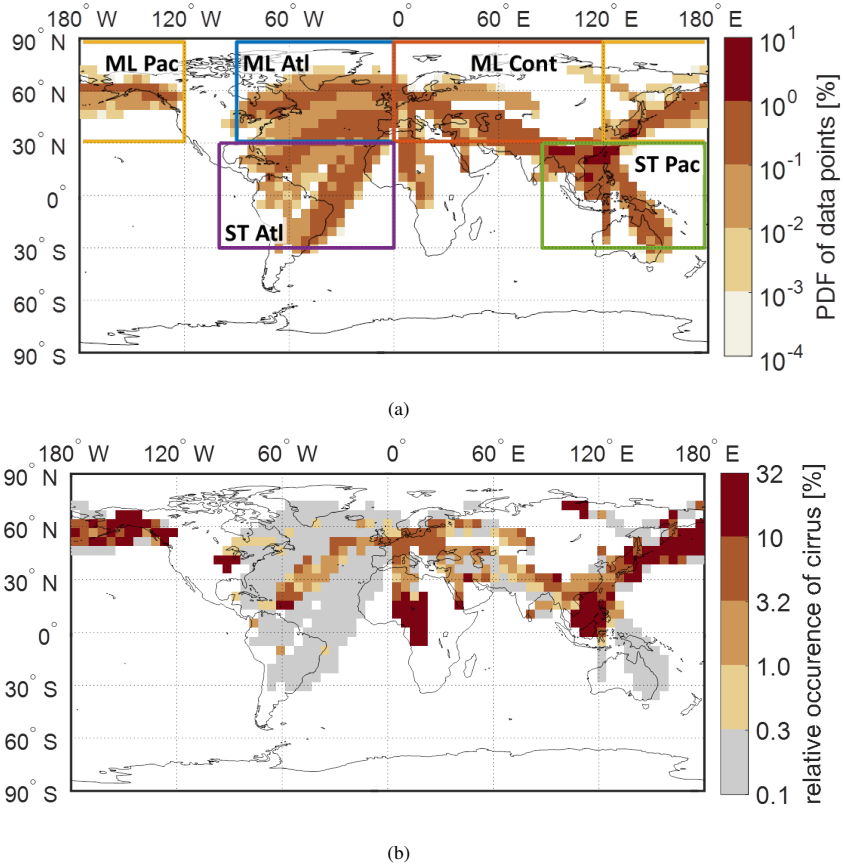 180° W 120° W 60° W 0° 60° E 120° E 180° E
90° N
60° N
30° N
0°
30° S
60° S
90° S
ML Pac
ML Atl
ML Cont
ST Atl
ST Pac
10^1
10^0
10^-1
10^-2
10^-3
10^-4
PDF of data points [%]
(a)
180° W 120° W 60° W 0° 60° E 120° E 180° E
90° N
60° N
30° N
0°
30° S
60° S
90° S
32
10
3.2
1.0
0.3
0.1
relative occurence of cirrus [%]
(b)